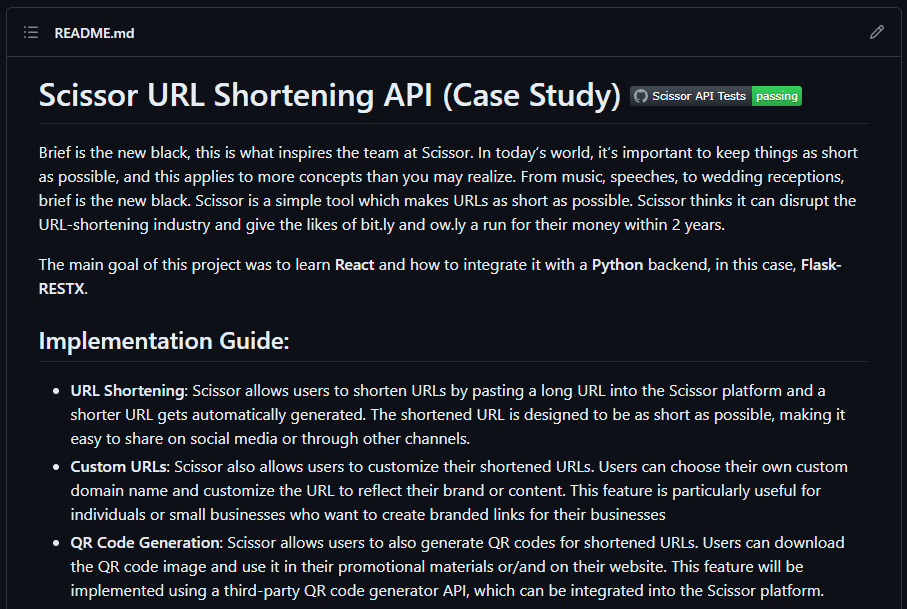 README.md
Scissor URL Shortening API (Case Study) Scissor API Tests passing
Brief is the new black, this is what inspires the team at Scissor. In today’s world, it’s important to keep things as short
as possible, and this applies to more concepts than you may realize. From music, speeches, to wedding receptions,
brief is the new black. Scissor is a simple tool which makes URLs as short as possible. Scissor thinks it can disrupt the
URL-shortening industry and give the likes of bit.ly and ow.ly a run for their money within 2 years.
The main goal of this project was to learn React and how to integrate it with a Python backend, in this case, Flask-
RESTX.
Implementation Guide:
• URL Shortening: Scissor allows users to shorten URLs by pasting a long URL into the Scissor platform and a
shorter URL gets automatically generated. The shortened URL is designed to be as short as possible, making it
easy to share on social media or through other channels.
• Custom URLs: Scissor also allows users to customize their shortened URLs. Users can choose their own custom
domain name and customize the URL to reflect their brand or content. This feature is particularly useful for
individuals or small businesses who want to create branded links for their businesses
• QR Code Generation: Scissor allows users to also generate QR codes for shortened URLs. Users can download
the QR code image and use it in their promotional materials or/and on their website. This feature will be
implemented using a third-party QR code generator API, which can be integrated into the Scissor platform.